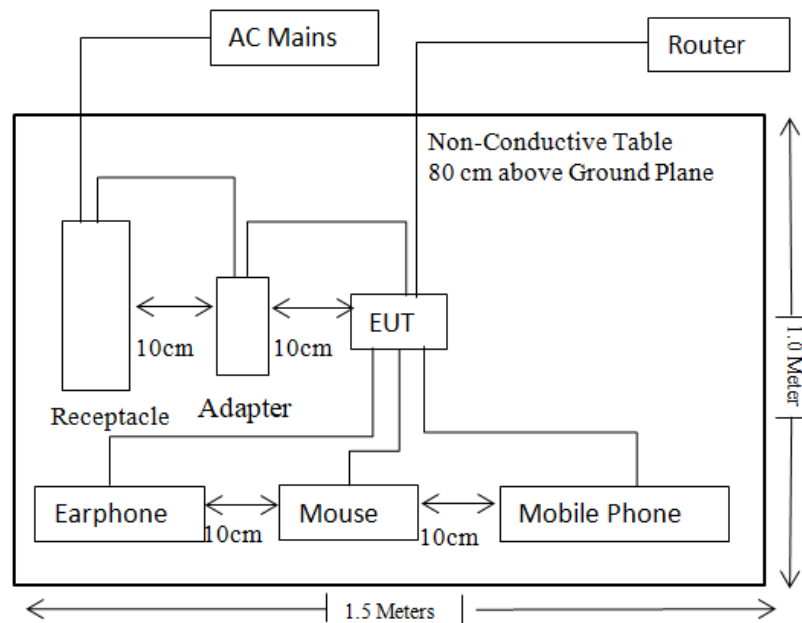 AC Mains
Router
Non-Conductive Table
80 cm above Ground Plane
EUT
10cm
10cm
Receptacle
Adapter
1.0 Meter
Earphone
10cm
Mouse
10cm
Mobile Phone
1.5 Meters